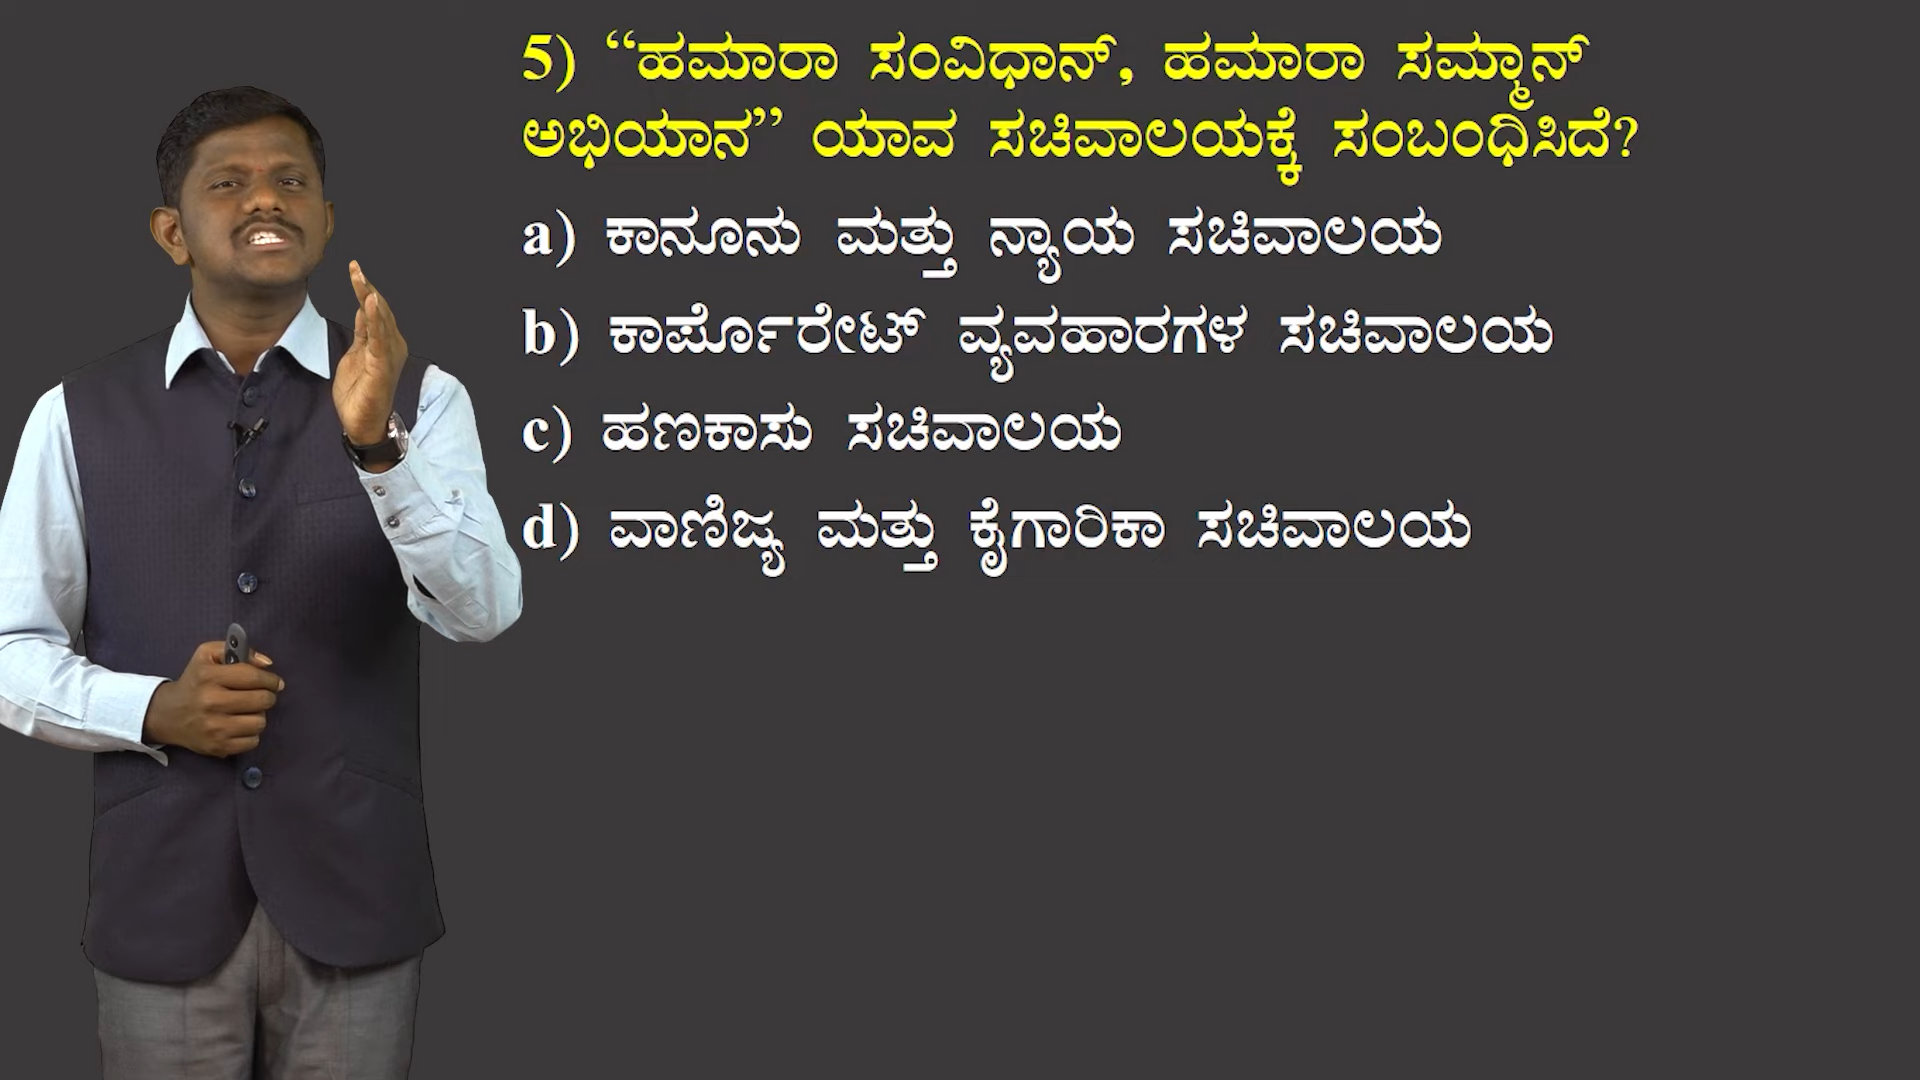 5) “ಹಮಾರಾ ಸಂವಿಧಾನ್, ಹಮಾರಾ ಸಮ್ಮಾನ್
ಅಭಿಯಾನ” ಯಾವ ಸಚಿವಾಲಯಕ್ಕೆ ಸಂಬಂಧಿಸಿದೆ?
a) ಕಾನೂನು ಮತ್ತು ನ್ಯಾಯ ಸಚಿವಾಲಯ
b) ಕಾರ್ಪೊರೇಟ್ ವ್ಯವಹಾರಗಳ ಸಚಿವಾಲಯ
c) ಹಣಕಾಸು ಸಚಿವಾಲಯ
d) ವಾಣಿಜ್ಯ ಮತ್ತು ಕೈಗಾರಿಕಾ ಸಚಿವಾಲಯ